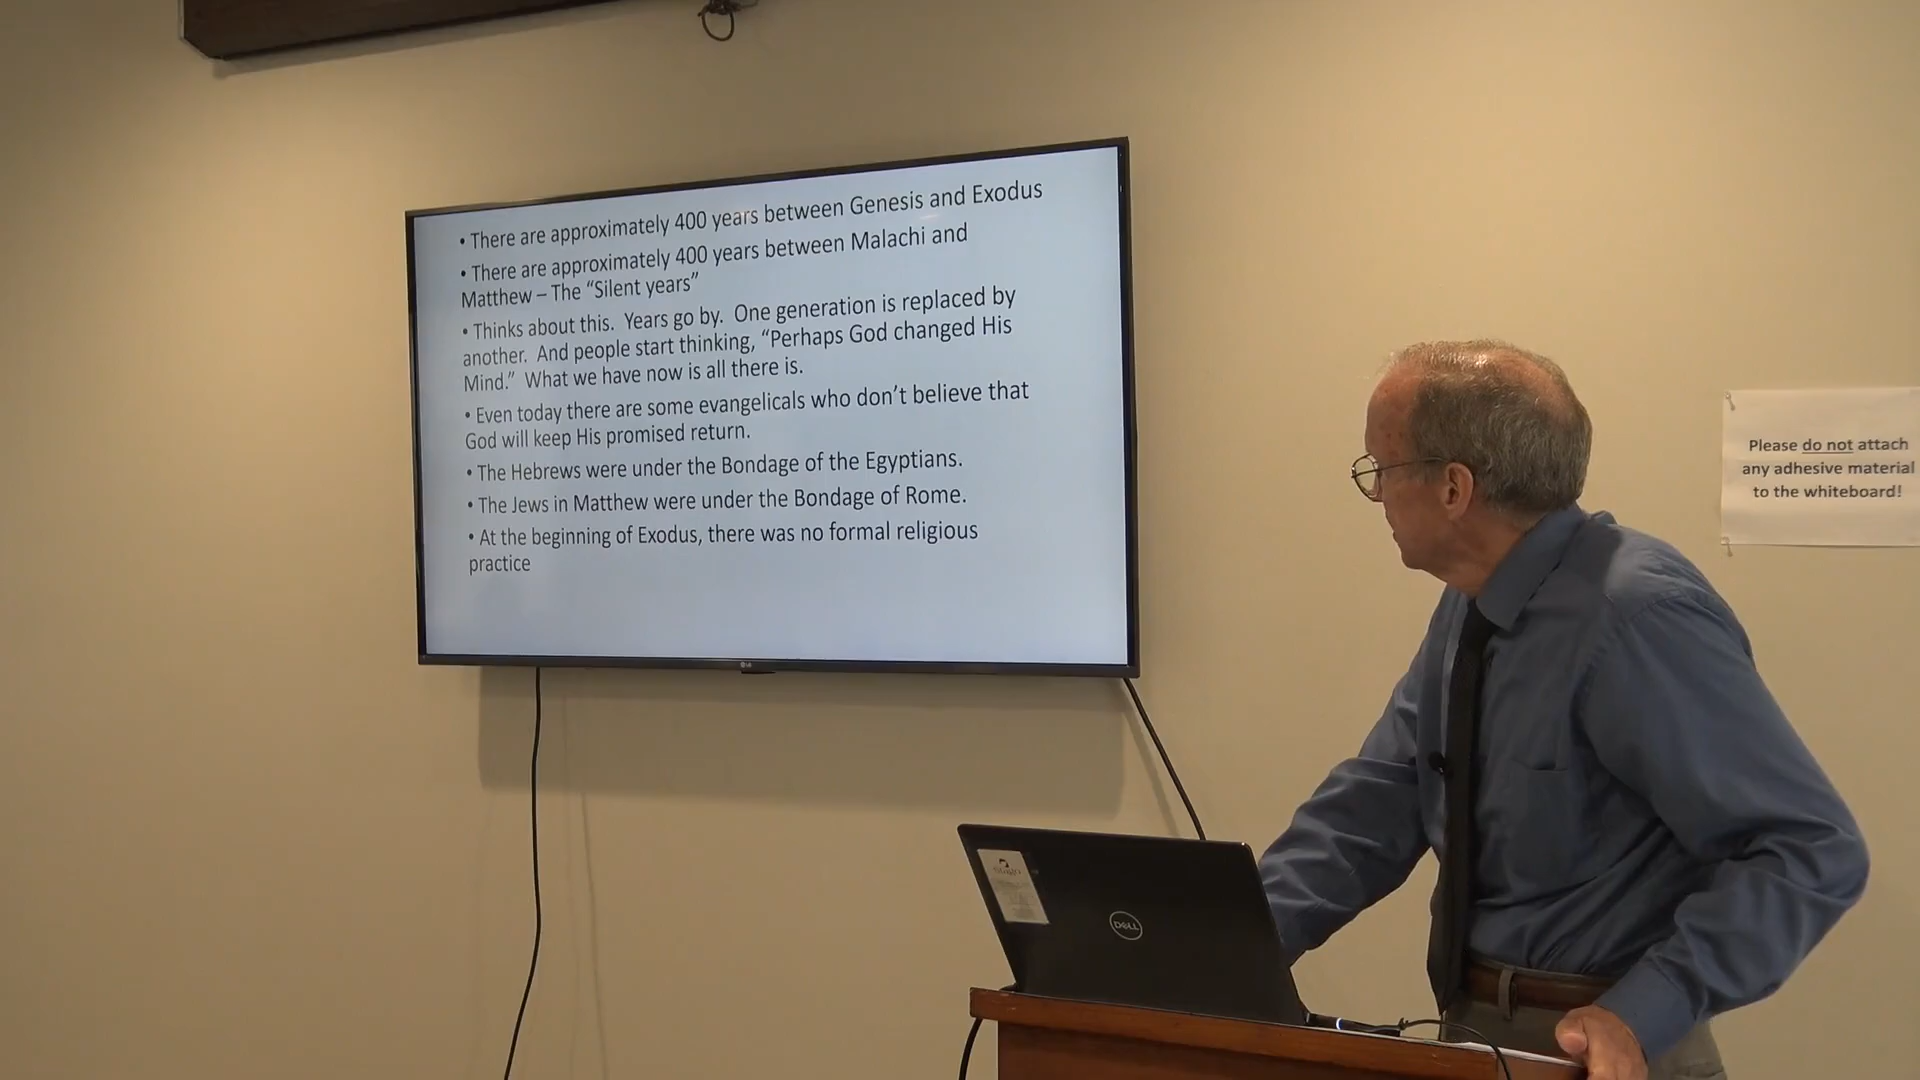 • There are approximately 400 years between Genesis and Exodus
• There are approximately 400 years between Malachi and
Matthew – The “Silent years”
• Thinks about this. Years go by. One generation is replaced by
another. And people start thinking, “Perhaps God changed His
Mind.” What we have now is all there is.
• Even today there are some evangelicals who don’t believe that
God will keep His promised return.
• The Hebrews were under the Bondage of the Egyptians.
• The Jews in Matthew were under the Bondage of Rome.
• At the beginning of Exodus, there was no formal religious
practice
LG
Please do not attach
any adhesive material
to the whiteboard!
DELL